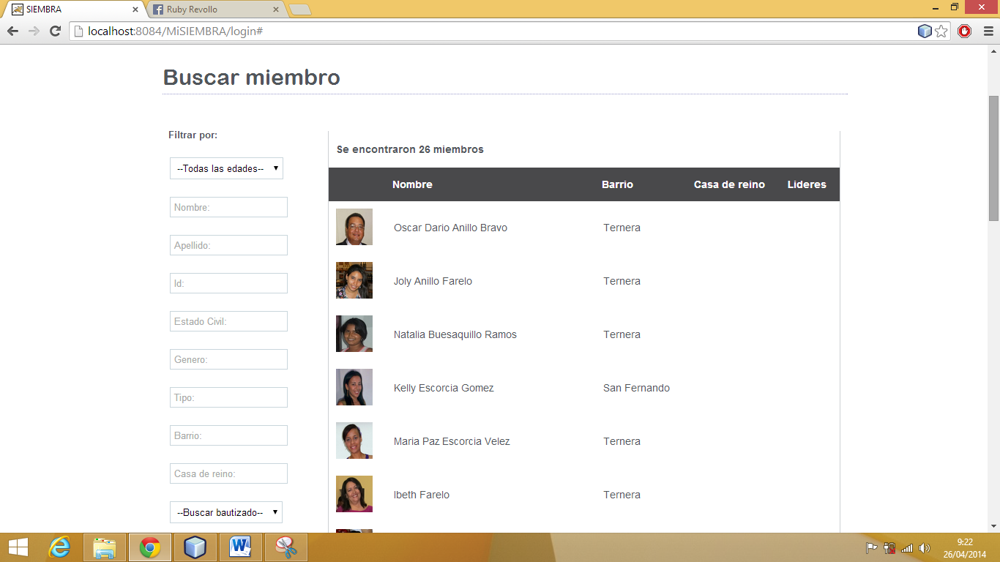 SIEMBRA
Ruby Revollo
localhost:8084/MiSIEMBRA/login#
Buscar miembro
Filtrar por:
--Todas las edades--
Nombre:
Apellido:
Id:
Estado Civil:
Genero:
Tipo:
Barrio:
Casa de reino:
--Buscar bautizado--
Se encontraron 26 miembros
Nombre Barrio Casa de reino Lideres
Oscar Dario Anillo Bravo Ternera
Joly Anillo Farelo Ternera
Natalia Buesaquillo Ramos Ternera
Kelly Escorcia Gomez San Fernando
Maria Paz Escorcia Velez Ternera
Ibeth Farelo Ternera
9:22
26/04/2014